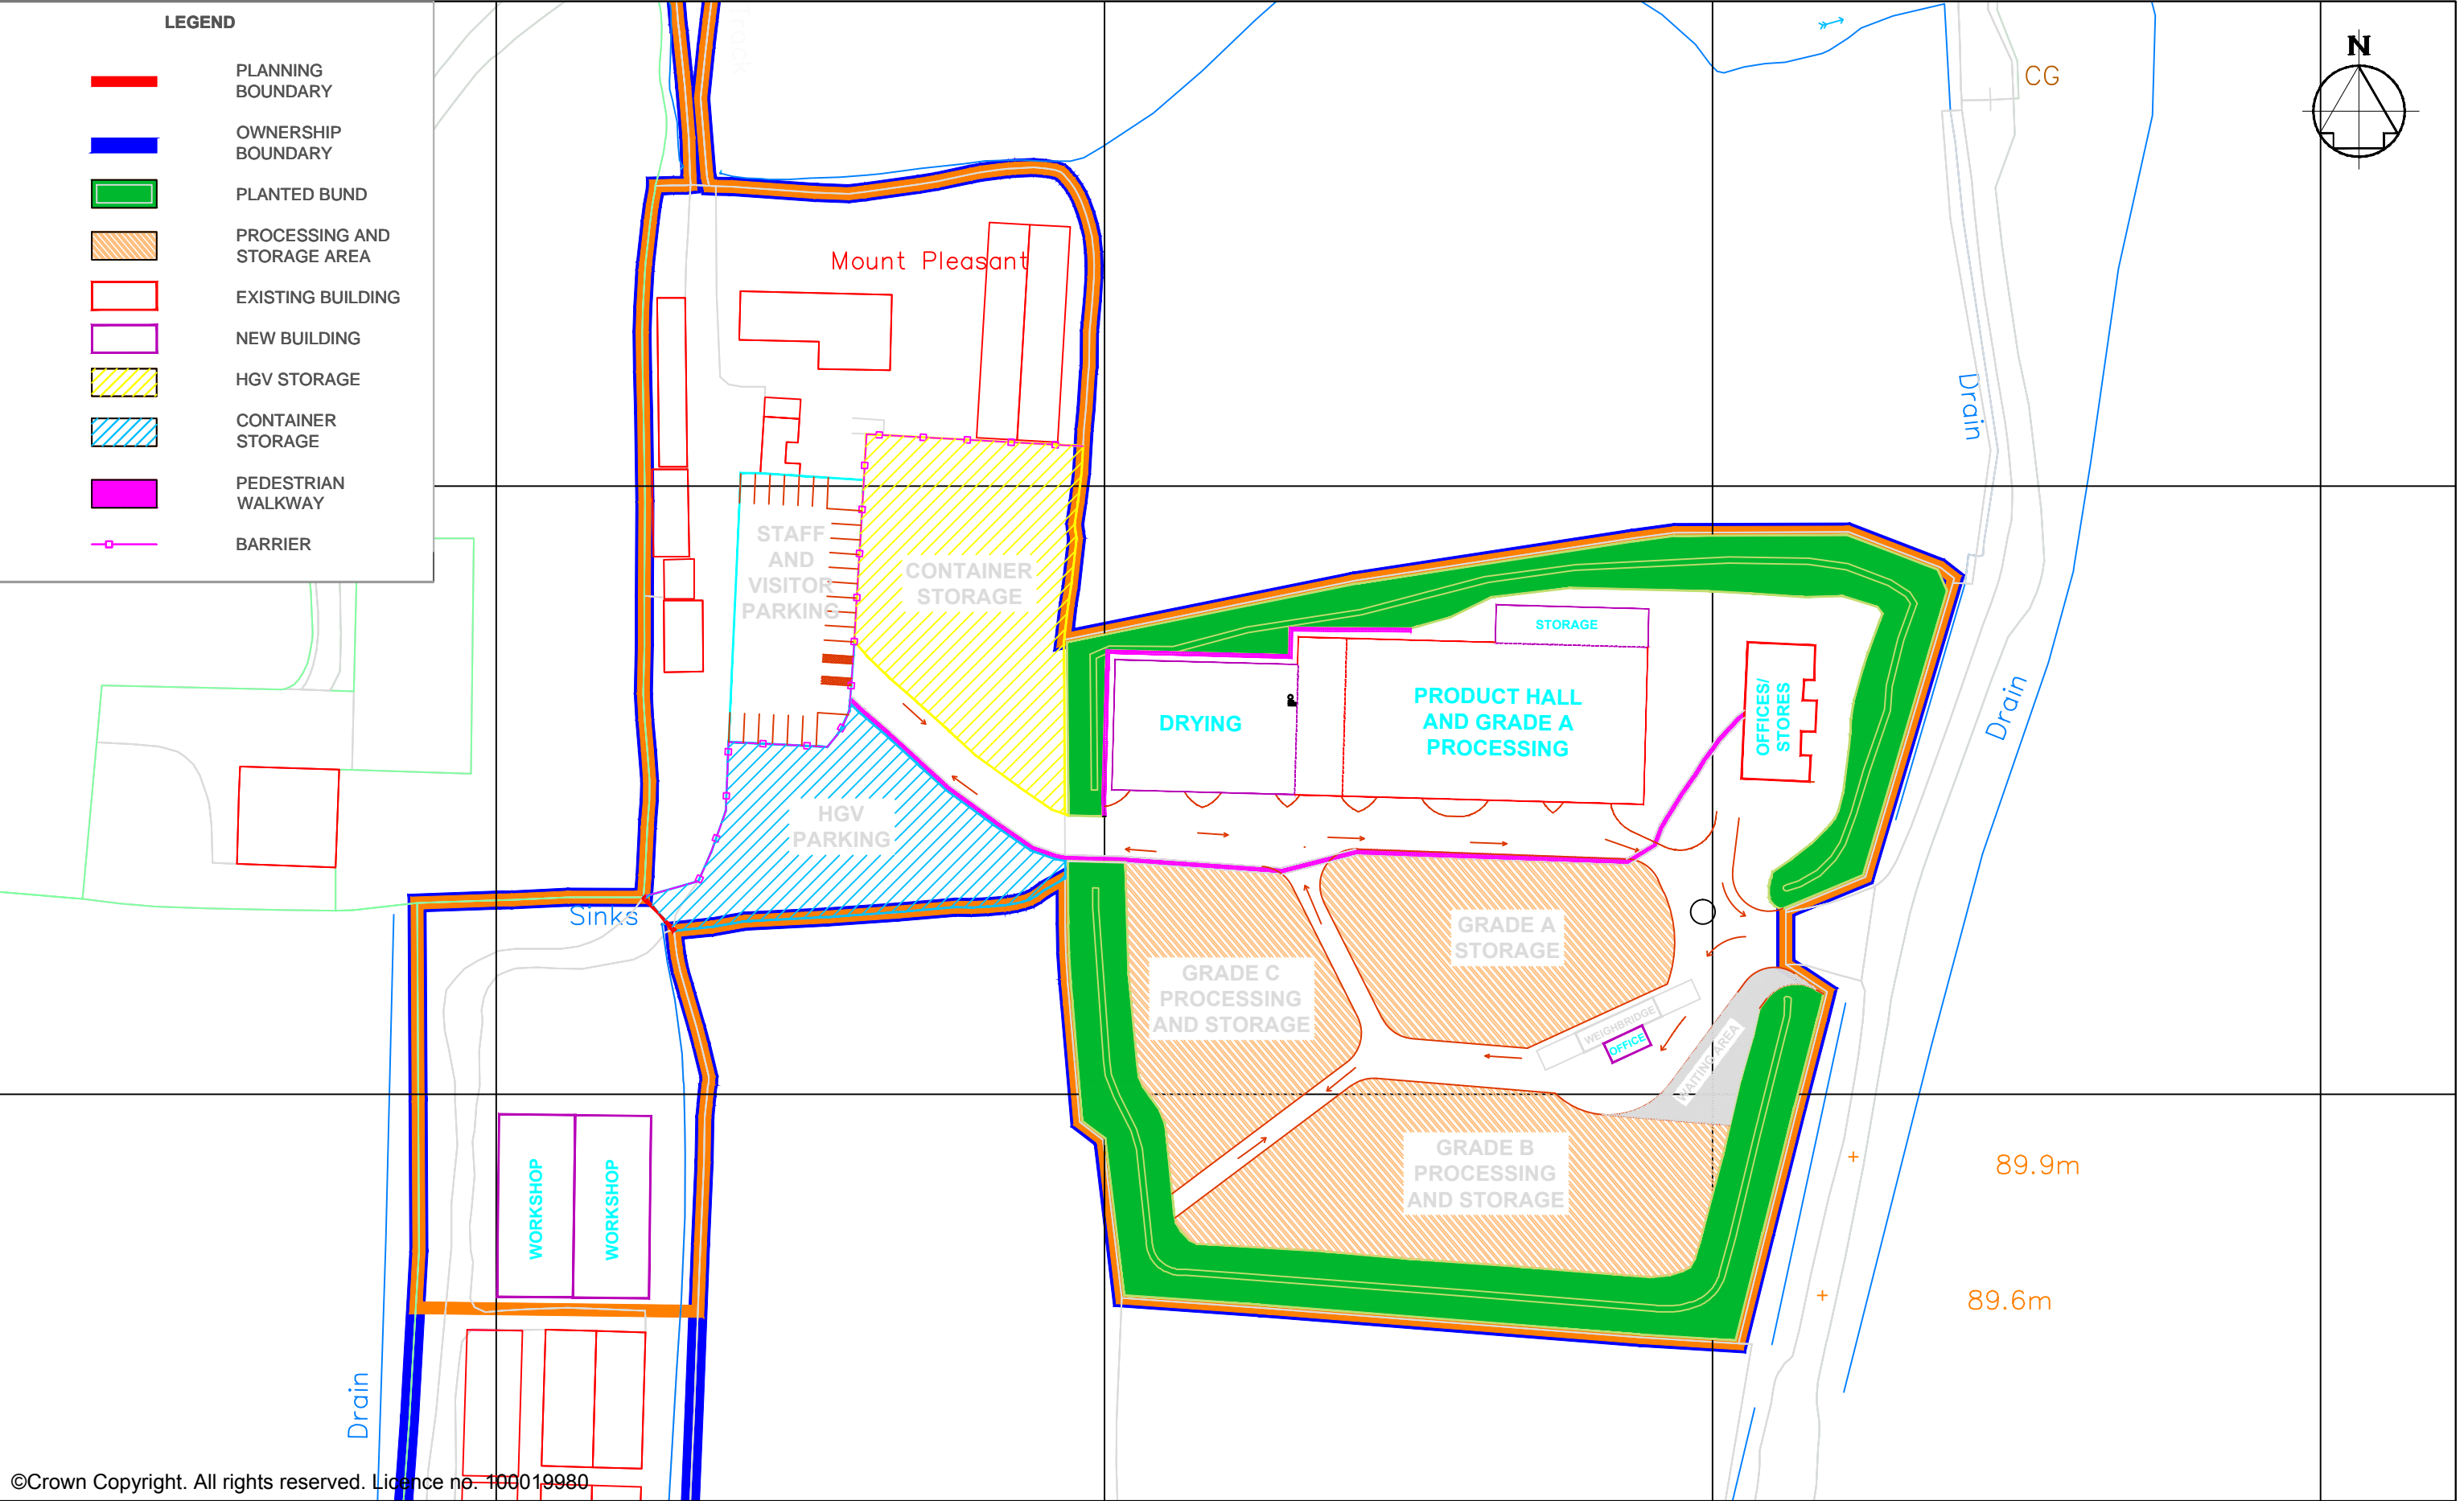 LEGEND
PLANNING
BOUNDARY
OWNERSHIP
BOUNDARY
PLANTED BUND
PROCESSING AND
STORAGE AREA
EXISTING BUILDING
NEW BUILDING
HGV STORAGE
CONTAINER
STORAGE
PEDESTRIAN
WALKWAY
BARRIER
Track
N
CG
Mount Pleasant
Drain
STAFF
AND
VISITOR
PARKING
CONTAINER
STORAGE
STORAGE
DRYING
PRODUCT HALL
AND GRADE A
PROCESSING
OFFICES/
STORES
Drain
HGV
PARKING
Sinks
GRADE A
STORAGE
GRADE C
PROCESSING
AND STORAGE
WEIGHBRIDGE
OFFICE
WAITING AREA
GRADE B
PROCESSING
AND STORAGE
89.9m
WORKSHOP
WORKSHOP
89.6m
Drain
©Crown Copyright. All rights reserved. Licence no. 100019980